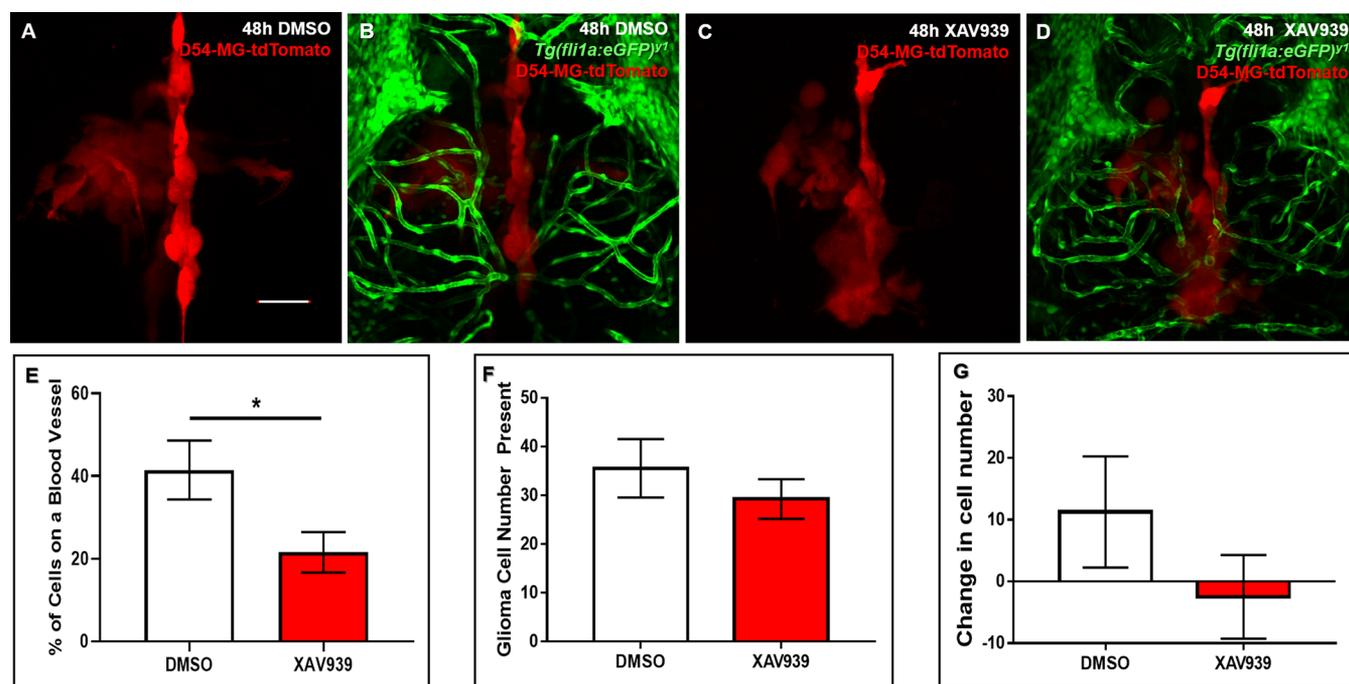 A
48h DMSO
D54-MG-tdTomato
B
48h DMSO
Tg(fli1a:eGFP)y1
D54-MG-tdTomato
C
48h XAV939
D54-MG-tdTomato
D
48h XAV939
Tg(fli1a:eGFP)y1
D54-MG-tdTomato
E
% of Cells on a Blood Vessel
60
40
20
0
*
DMSO
XAV939
F
Glioma Cell Number Present
50
40
30
20
10
0
DMSO
XAV939
G
Change in cell number
30
20
10
0
-10
DMSO
XAV939